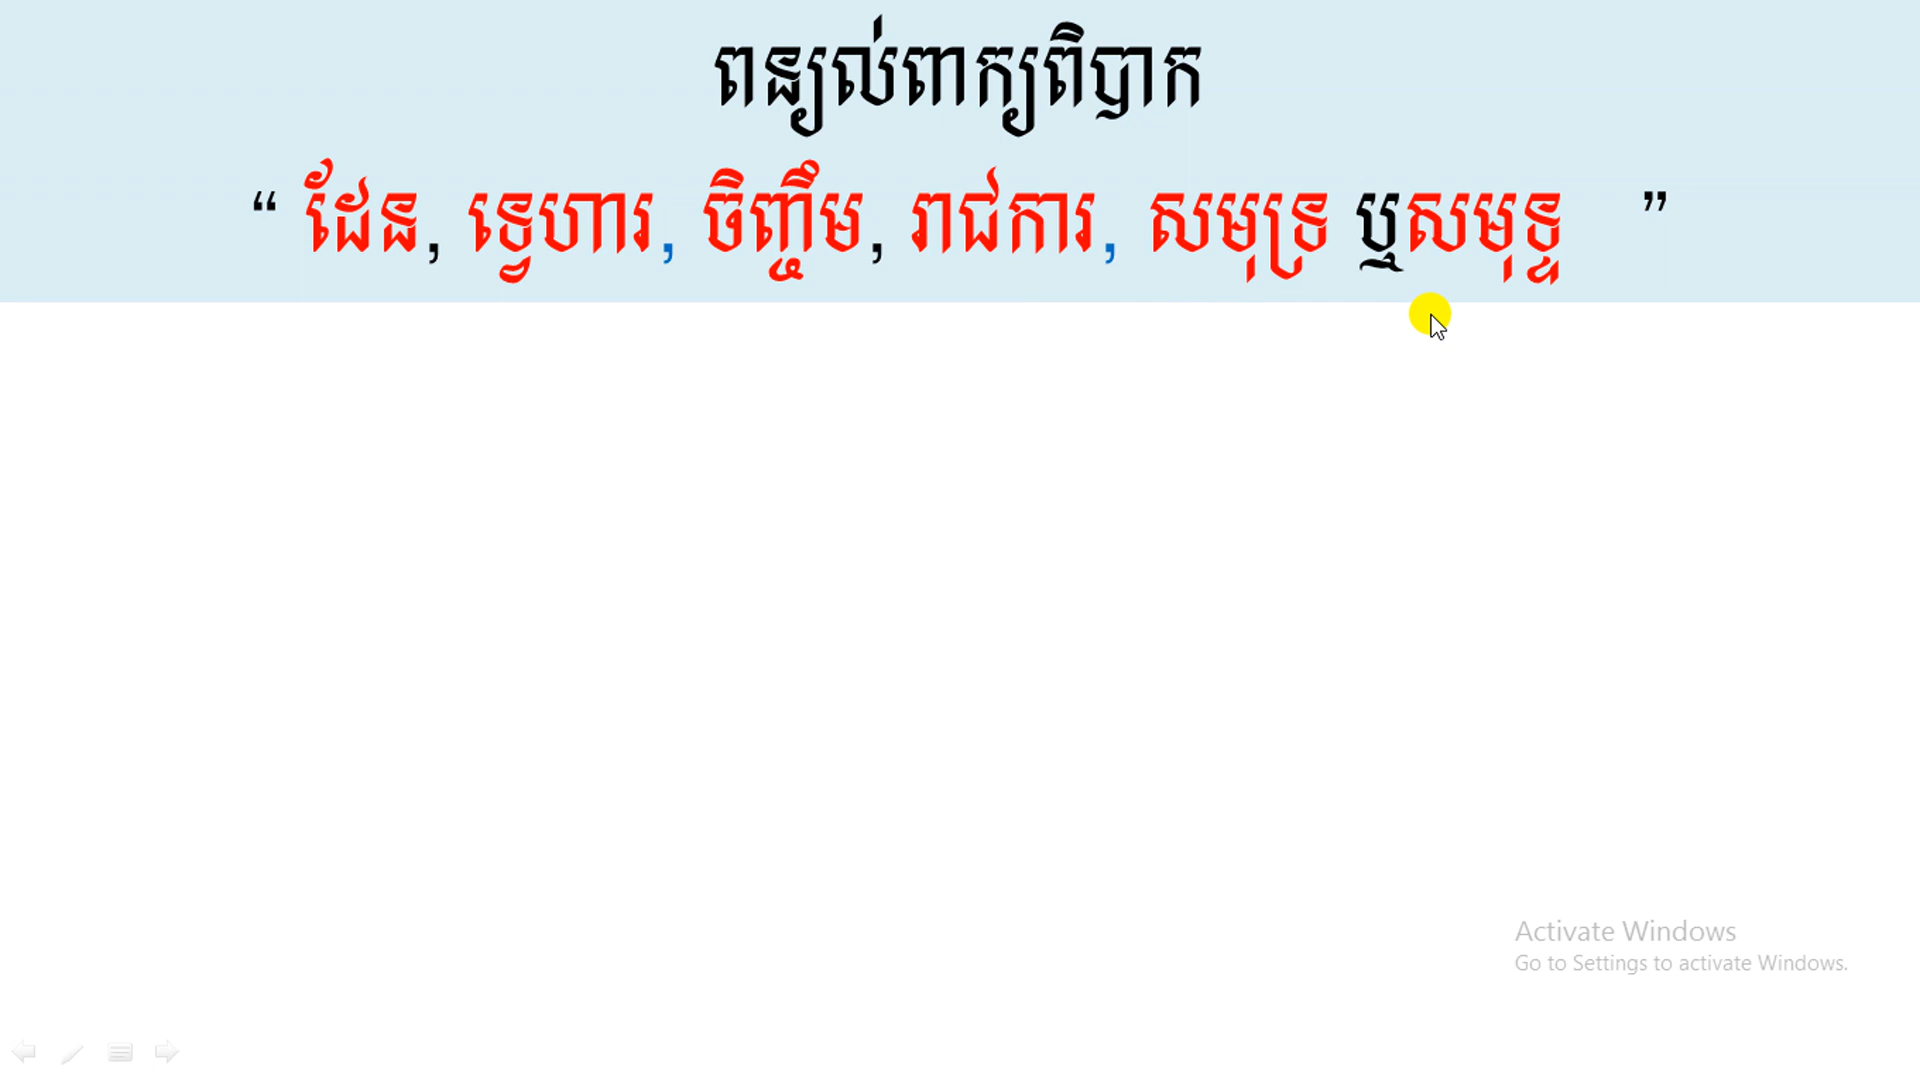 ពន្យល់ពាក្យពិបាក
“ ដែន, ទ្វេហារ, ចិញ្ចឹម, រាជការ, សមុទ្រ ឬសមុទ្ទ ”
Activate Windows
Go to Settings to activate Windows.